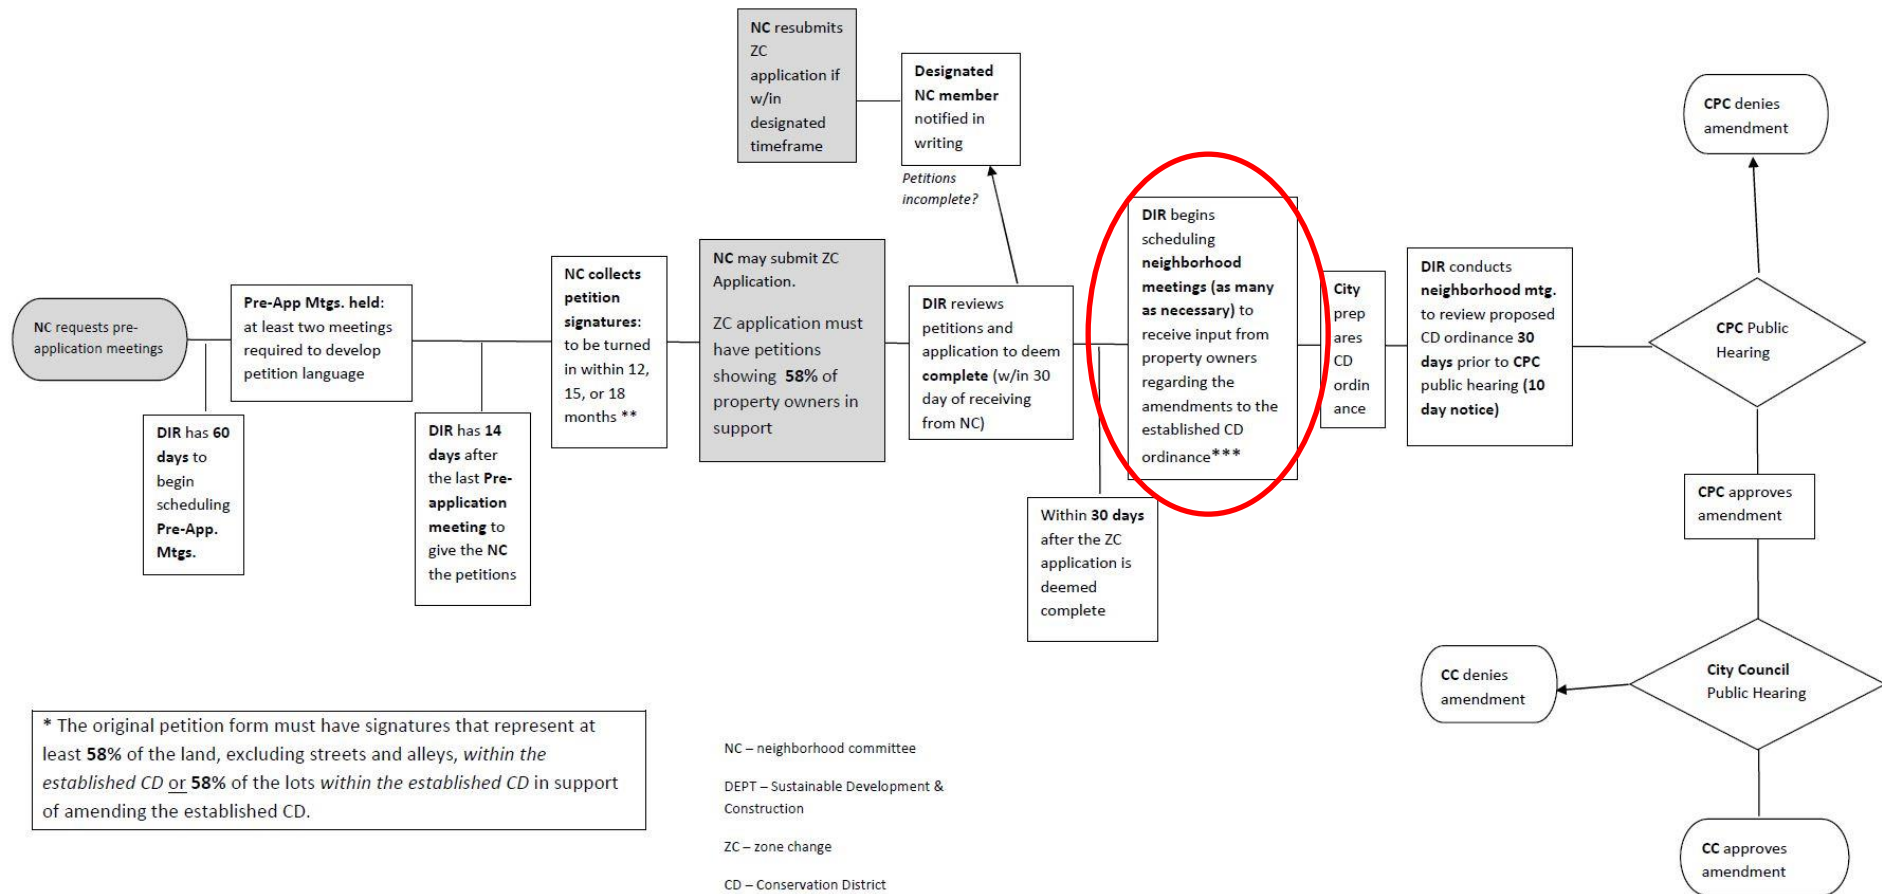 NC requests pre-
application meetings
DIR has 60
days to
begin
scheduling
Pre-App.
Mtgs.
Pre-App Mtgs. held:
at least two meetings
required to develop
petition language
DIR has 14
days after
the last Pre-
application
meeting to
give the NC
the petitions
NC collects
petition
signatures:
to be turned
in within 12,
15, or 18
months **
NC may submit ZC
Application.
ZC application must
have petitions
showing 58% of
property owners in
support
NC resubmits
ZC
application if
w/in
designated
timeframe
Designated
NC member
notified in
writing
Petitions
incomplete?
DIR reviews
petitions and
application to deem
complete (w/in 30
day of receiving
from NC)
Within 30 days
after the ZC
application is
deemed
complete
DIR begins
scheduling
neighborhood
meetings (as many
as necessary) to
receive input from
property owners
regarding the
amendments to the
established CD
ordinance***
City
prep
ares
CD
ordin
ance
DIR conducts
neighborhood mtg.
to review proposed
CD ordinance 30
days prior to CPC
public hearing (10
day notice)
CPC denies
amendment
CPC Public
Hearing
CPC approves
amendment
City Council
Public Hearing
CC denies
amendment
CC approves
amendment
* The original petition form must have signatures that represent at
least 58% of the land, excluding streets and alleys, within the
established CD or 58% of the lots within the established CD in support
of amending the established CD.
NC – neighborhood committee
DEPT – Sustainable Development &
Construction
ZC – zone change
CD – Conservation District